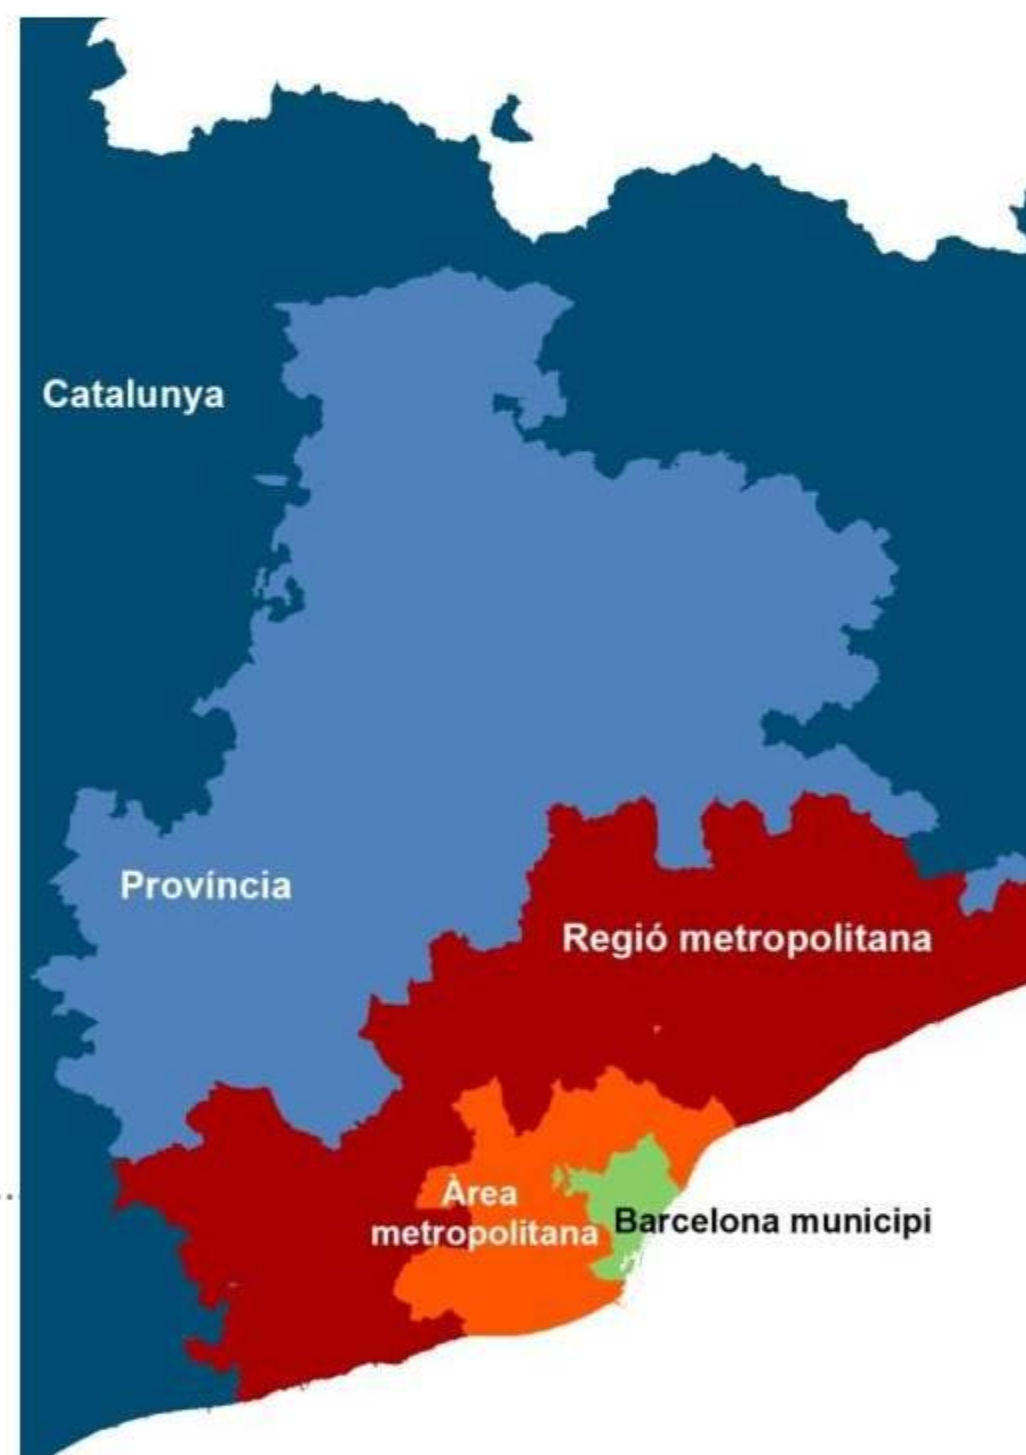 Catalunya
Província
Regió metropolitana
Àrea
metropolitana
Barcelona municipi